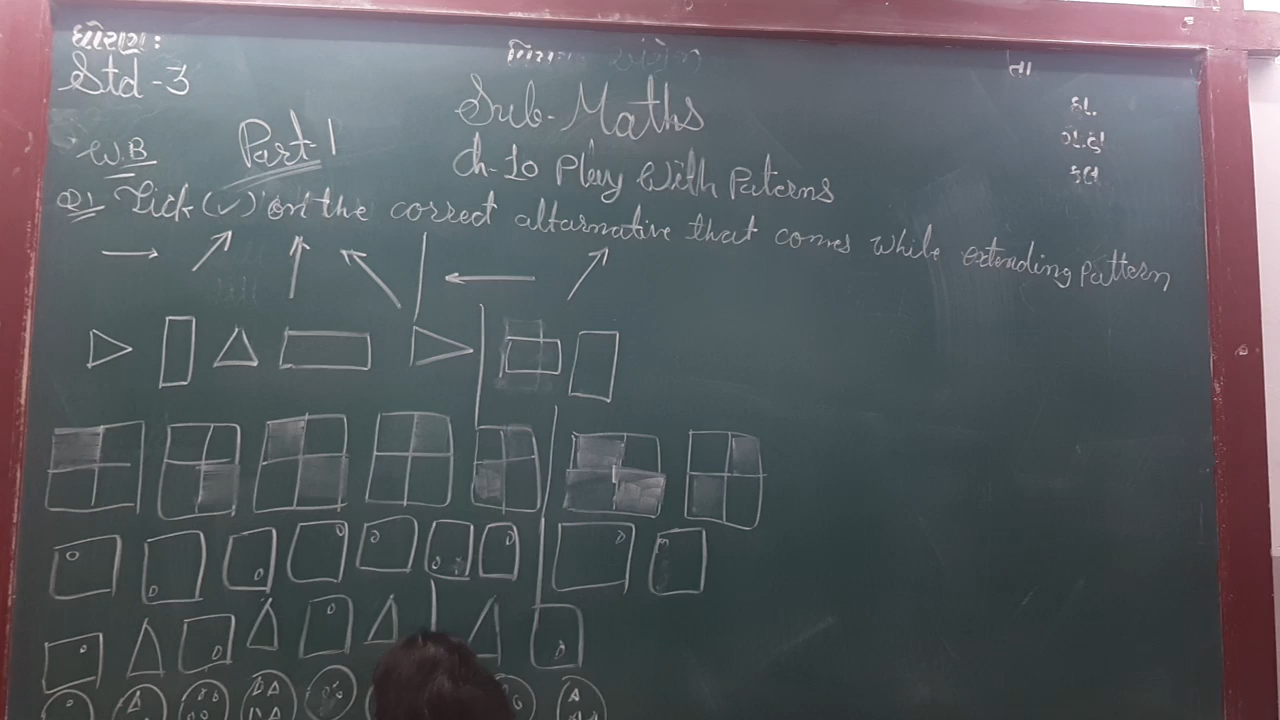 ધોરણ:
Std-3
તા
Sub-Maths
હા.
ગે.હા
કુલ
W.B
Part-1
Ch-10 Play With Paterns
Q1 Tick (✓) on the correct altarnative that comes while extending pattern